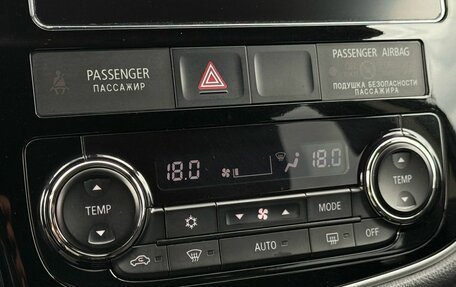 PASSENGER
ПАССАЖИР
PASSENGER AIRBAG
ПОДУШКА БЕЗОПАСНОСТИ
ПАССАЖИРА
18.0
18.0
TEMP
MODE
TEMP
AUTO
OFF